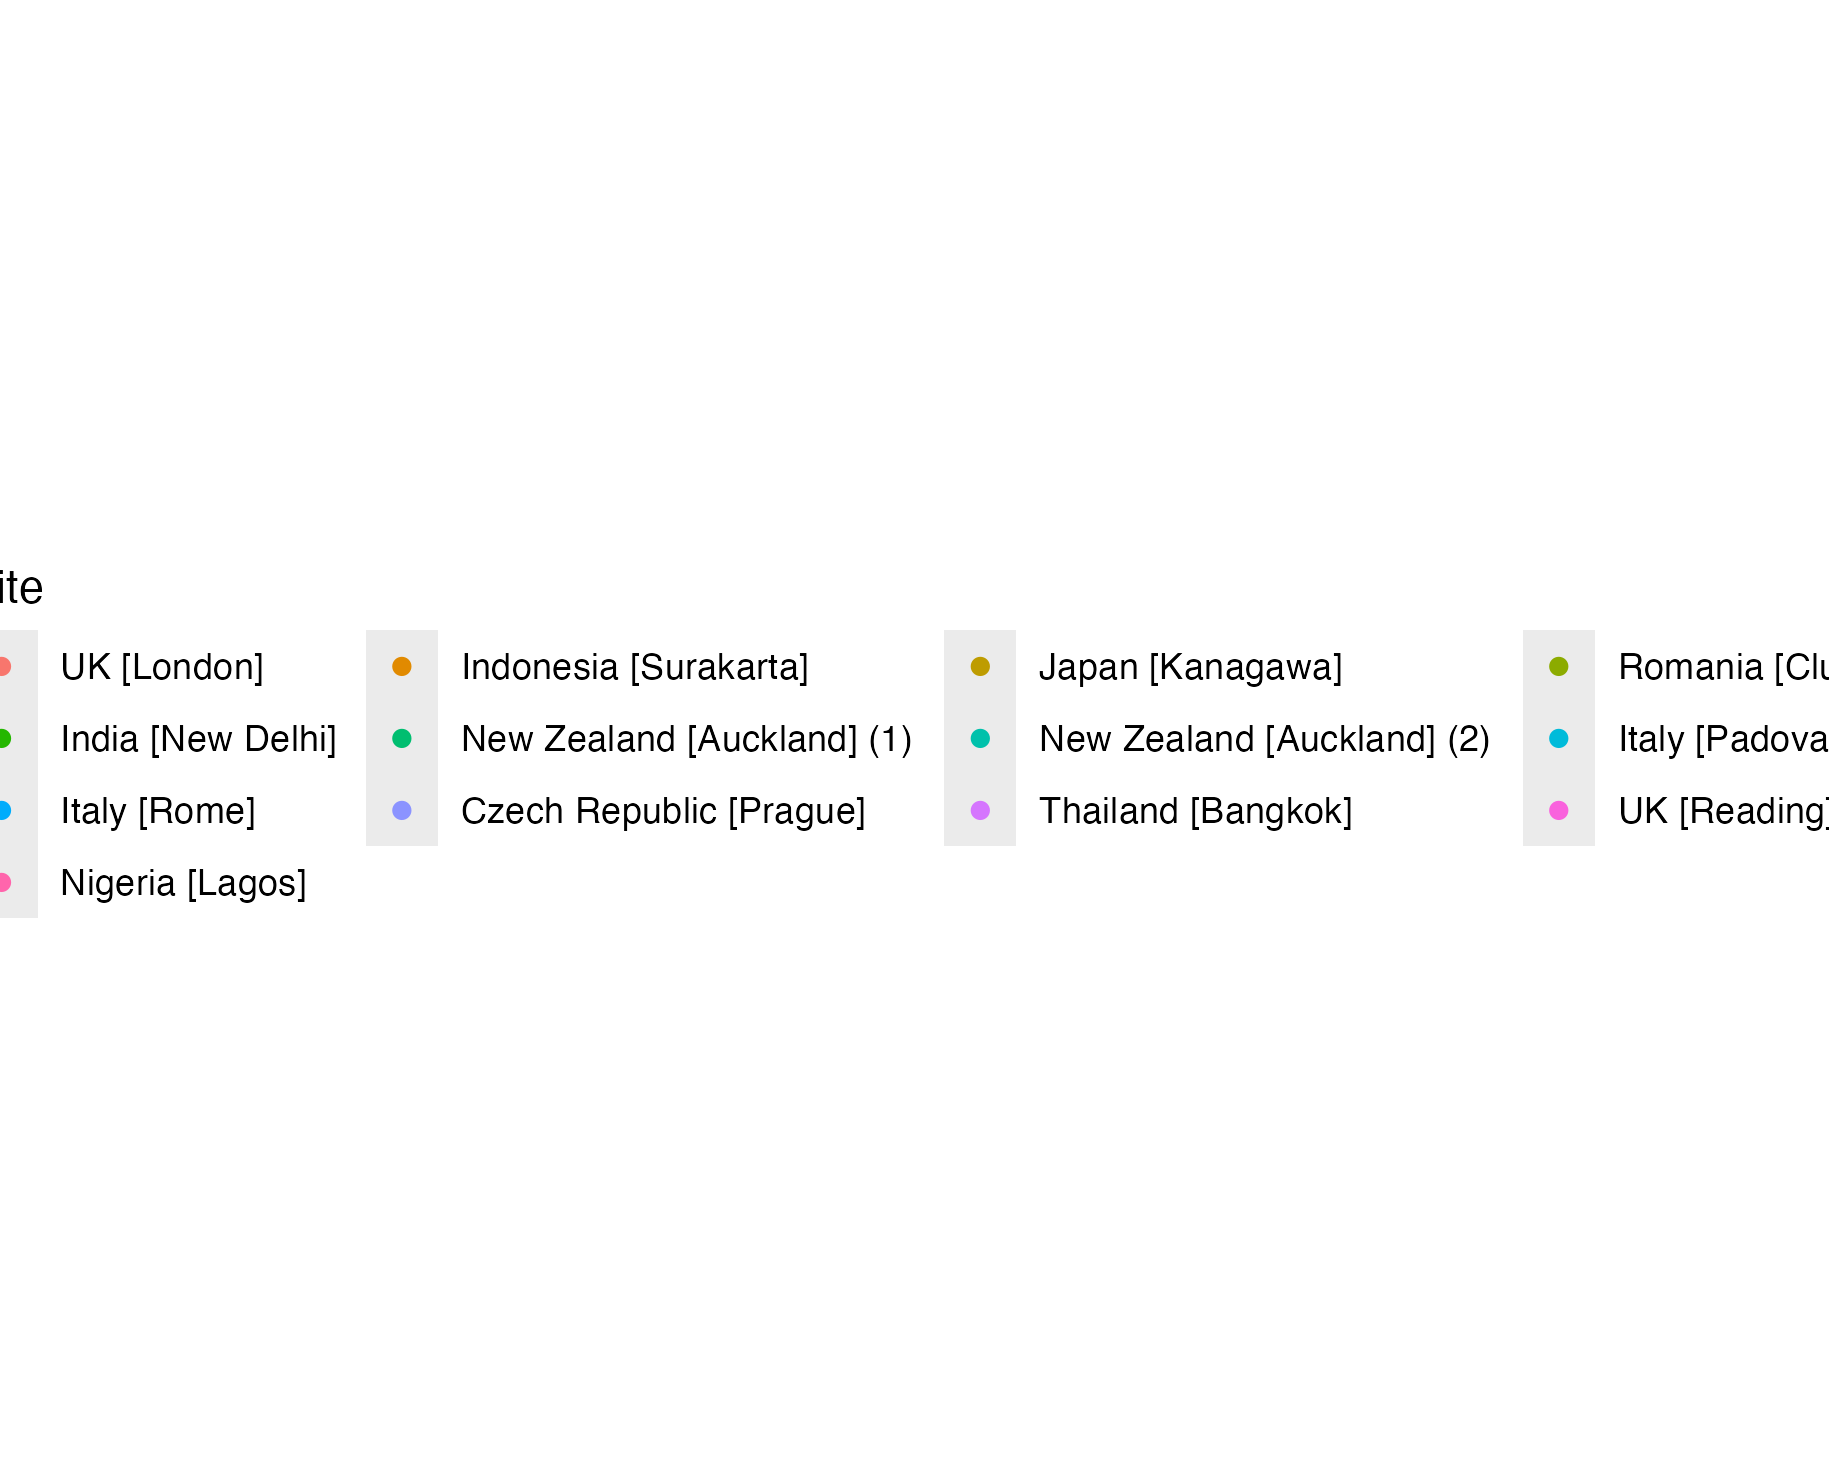 ite
UK [London] Indonesia [Surakarta] Japan [Kanagawa] Romania [Clu
India [New Delhi] New Zealand [Auckland] (1) New Zealand [Auckland] (2) Italy [Padova
Italy [Rome] Czech Republic [Prague] Thailand [Bangkok] UK [Reading]
Nigeria [Lagos]